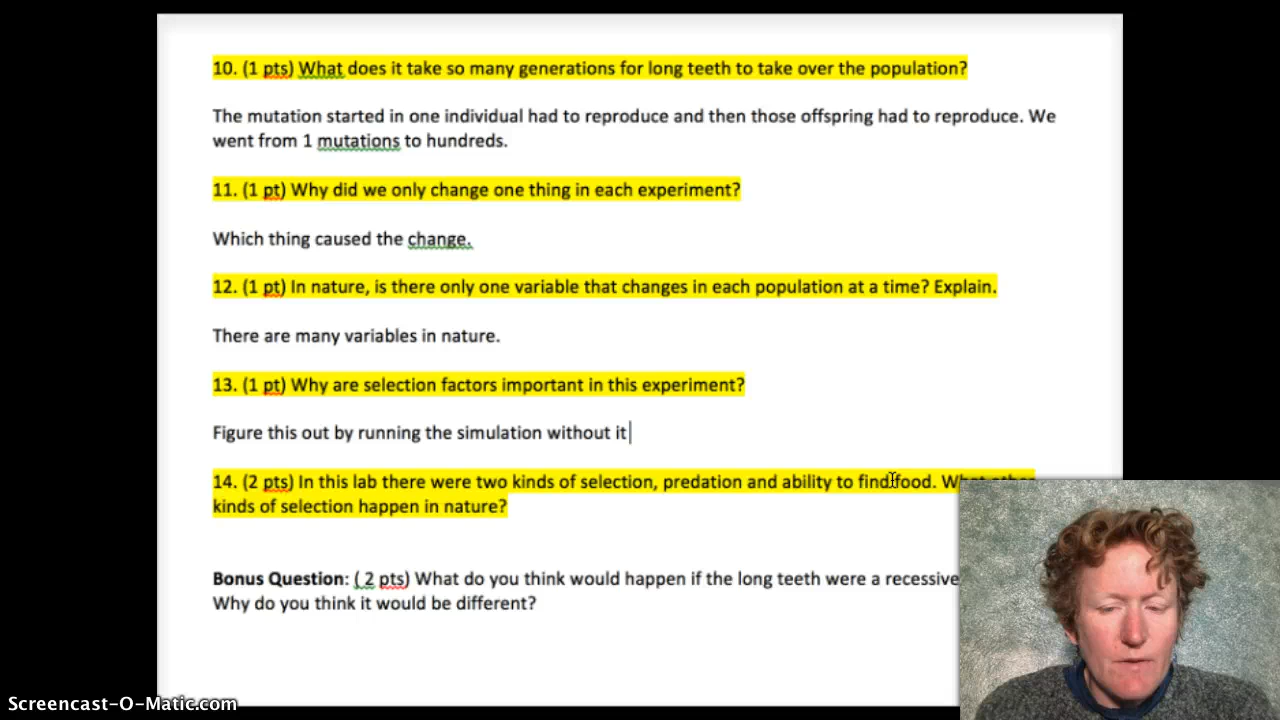 10. (1 pts) What does it take so many generations for long teeth to take over the population?
The mutation started in one individual had to reproduce and then those offspring had to reproduce. We
went from 1 mutations to hundreds.
11. (1 pt) Why did we only change one thing in each experiment?
Which thing caused the change.
12. (1 pt) In nature, is there only one variable that changes in each population at a time? Explain.
There are many variables in nature.
13. (1 pt) Why are selection factors important in this experiment?
Figure this out by running the simulation without it
14. (2 pts) In this lab there were two kinds of selection, predation and ability to find food. What other
kinds of selection happen in nature?
Bonus Question: ( 2 pts) What do you think would happen if the long teeth were a recessive
Why do you think it would be different?
Screencast-O-Matic.com